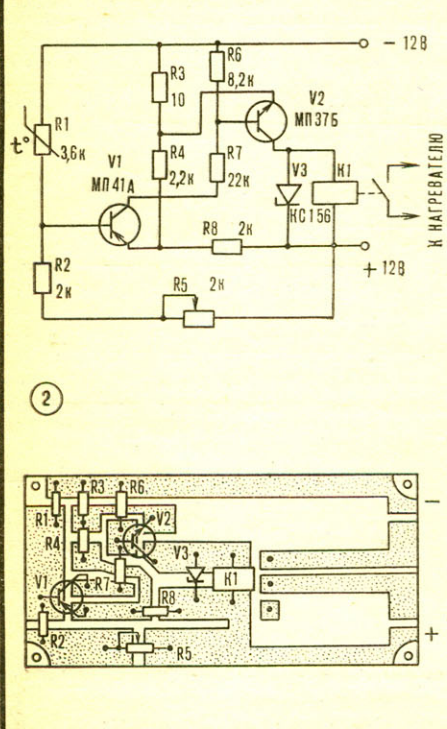 − 12В
R6
8,2к
R3
10
V2
МП37Б
R1
t°
3,6к
V1
МП41А
R4
2,2к
R7
22к
V3
КС156
К1
К НАГРЕВАТЕЛЮ
R8 2к
+ 12В
R2
2к
R5 2к
2
R1 R3 R6
−
R4
V2
V3
К1
V1
R7
R8
R2
R5
+